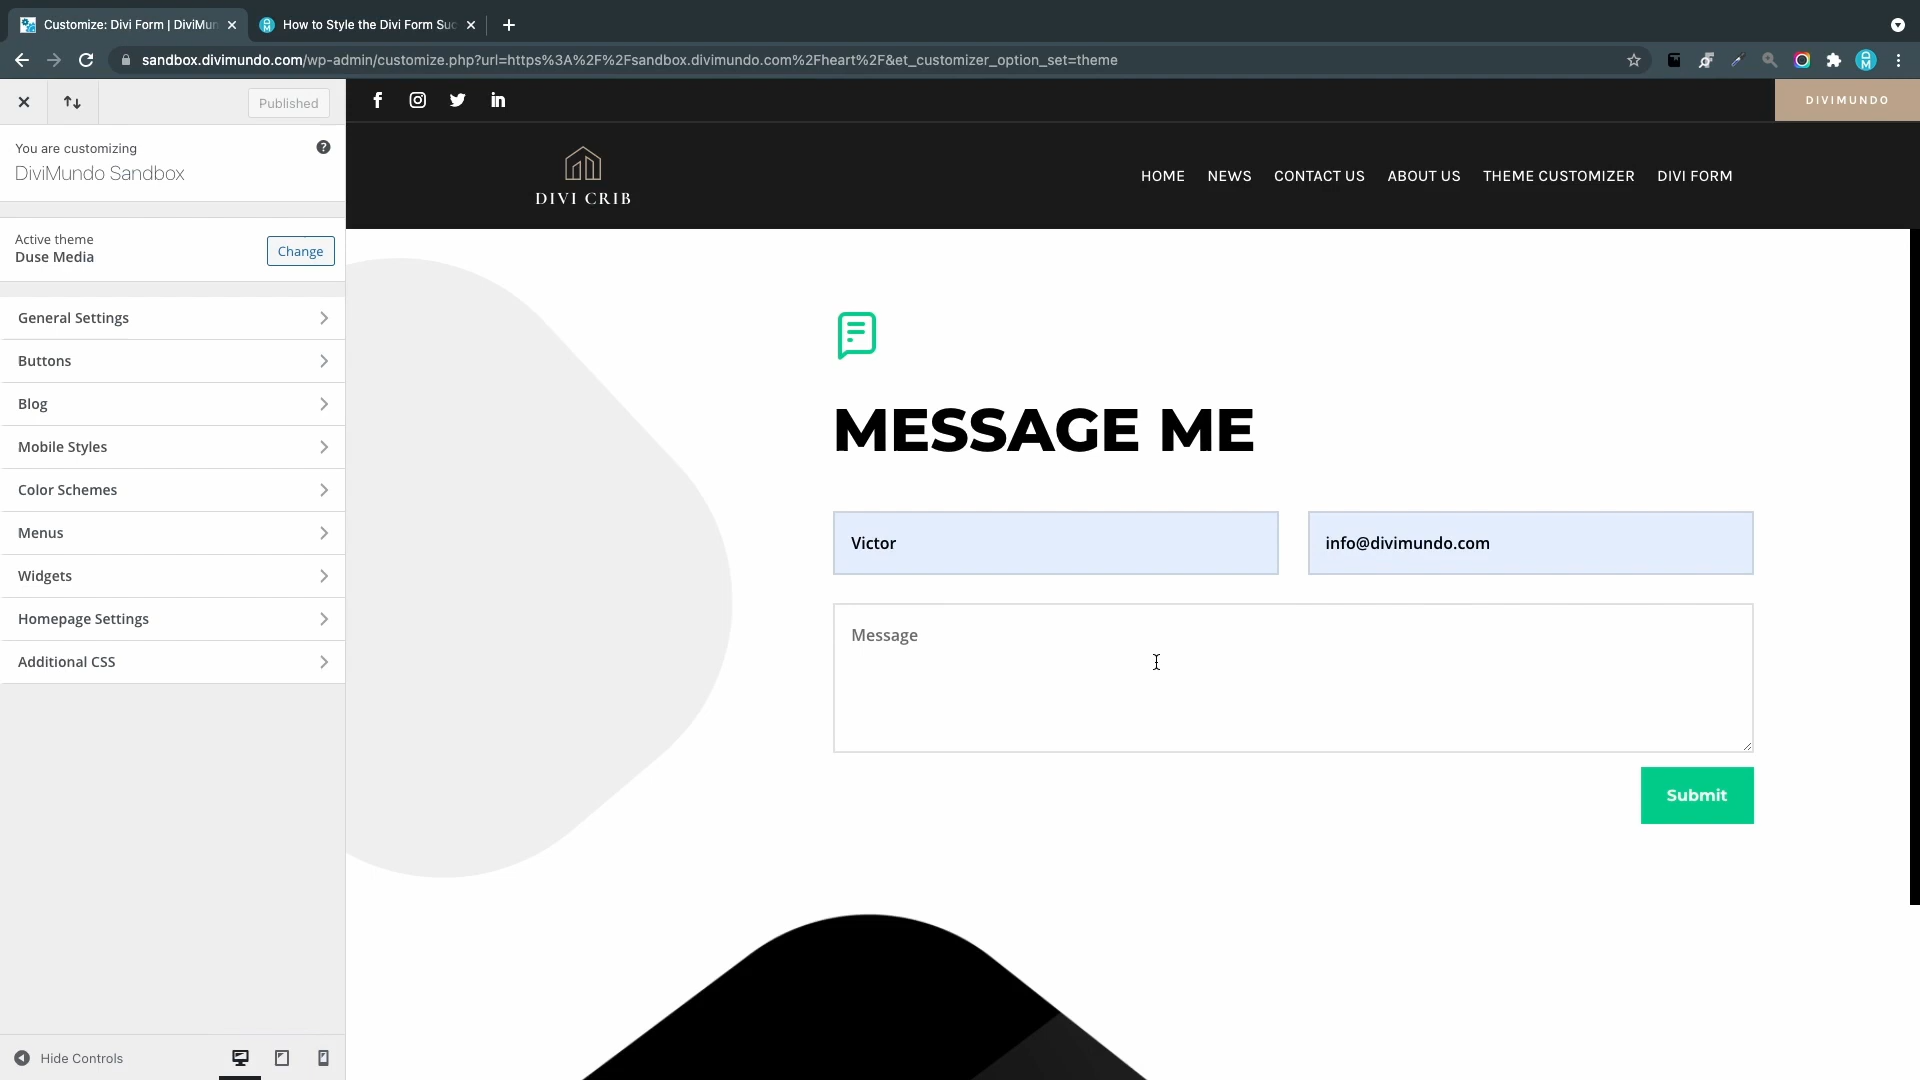 Customize: Divi Form | DiviMun
How to Style the Divi Form Suc
sandbox.divimundo.com/wp-admin/customize.php?url=https%3A%2F%2Fsandbox.divimundo.com%2Fheart%2F&et_customizer_option_set=theme
Published
DIVIMUNDO
You are customizing
DiviMundo Sandbox
DIVI CRIB
HOME NEWS CONTACT US ABOUT US THEME CUSTOMIZER DIVI FORM
Active theme
Duse Media
Change
General Settings
Buttons
Blog
Mobile Styles
Color Schemes
Menus
Widgets
Homepage Settings
Additional CSS
MESSAGE ME
Victor
info@divimundo.com
Message
Submit
Hide Controls